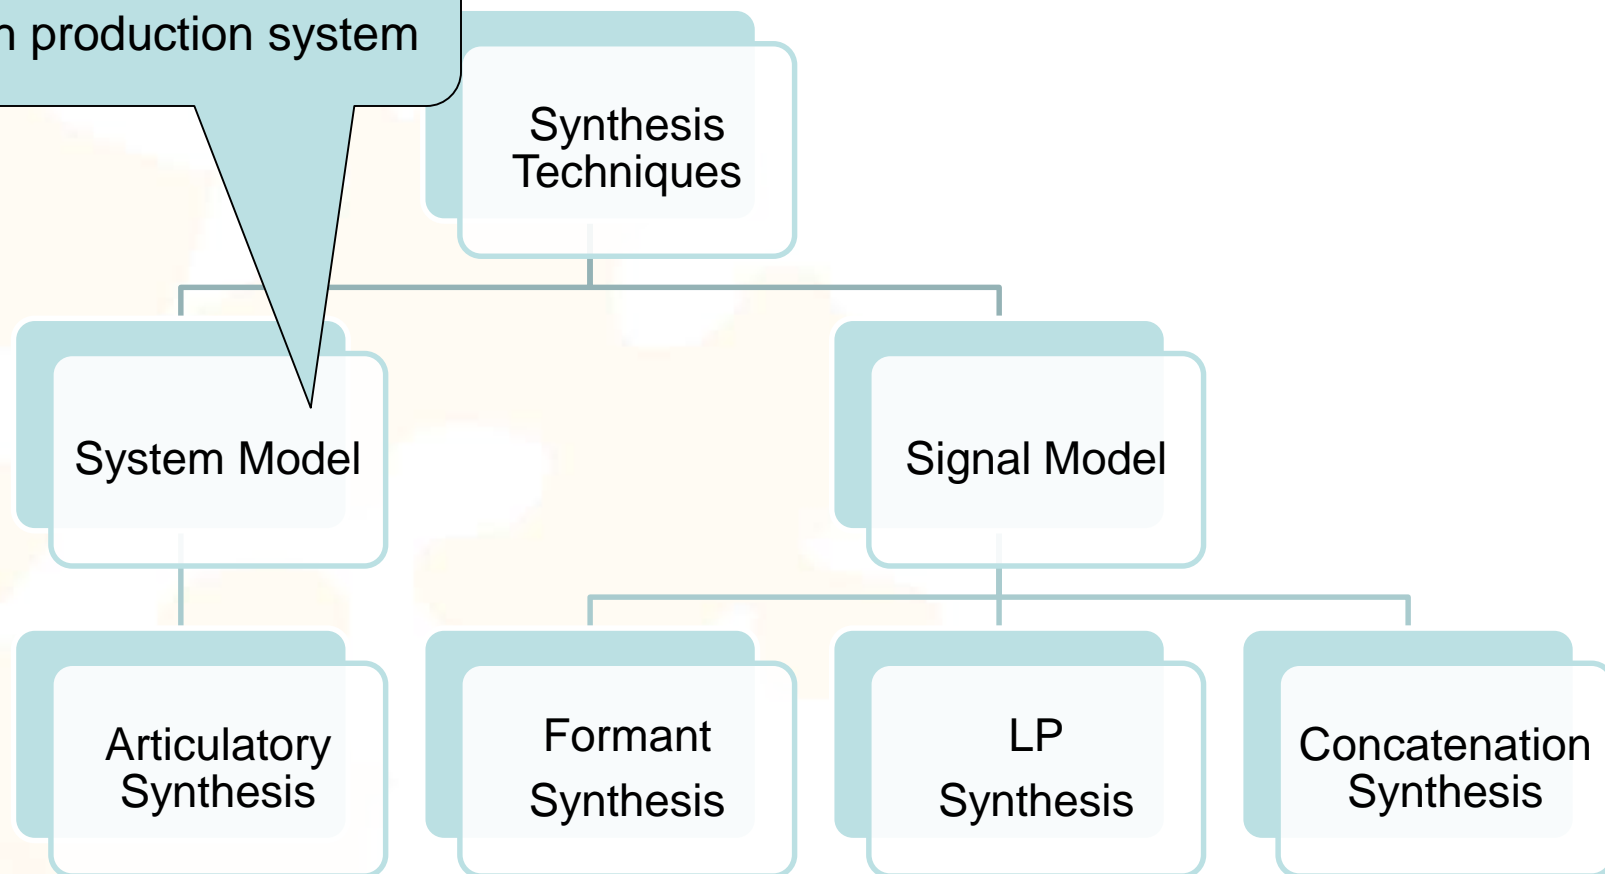 production system
Synthesis
Techniques
System Model
Signal Model
Articulatory
Synthesis
Formant
Synthesis
LP
Synthesis
Concatenation
Synthesis